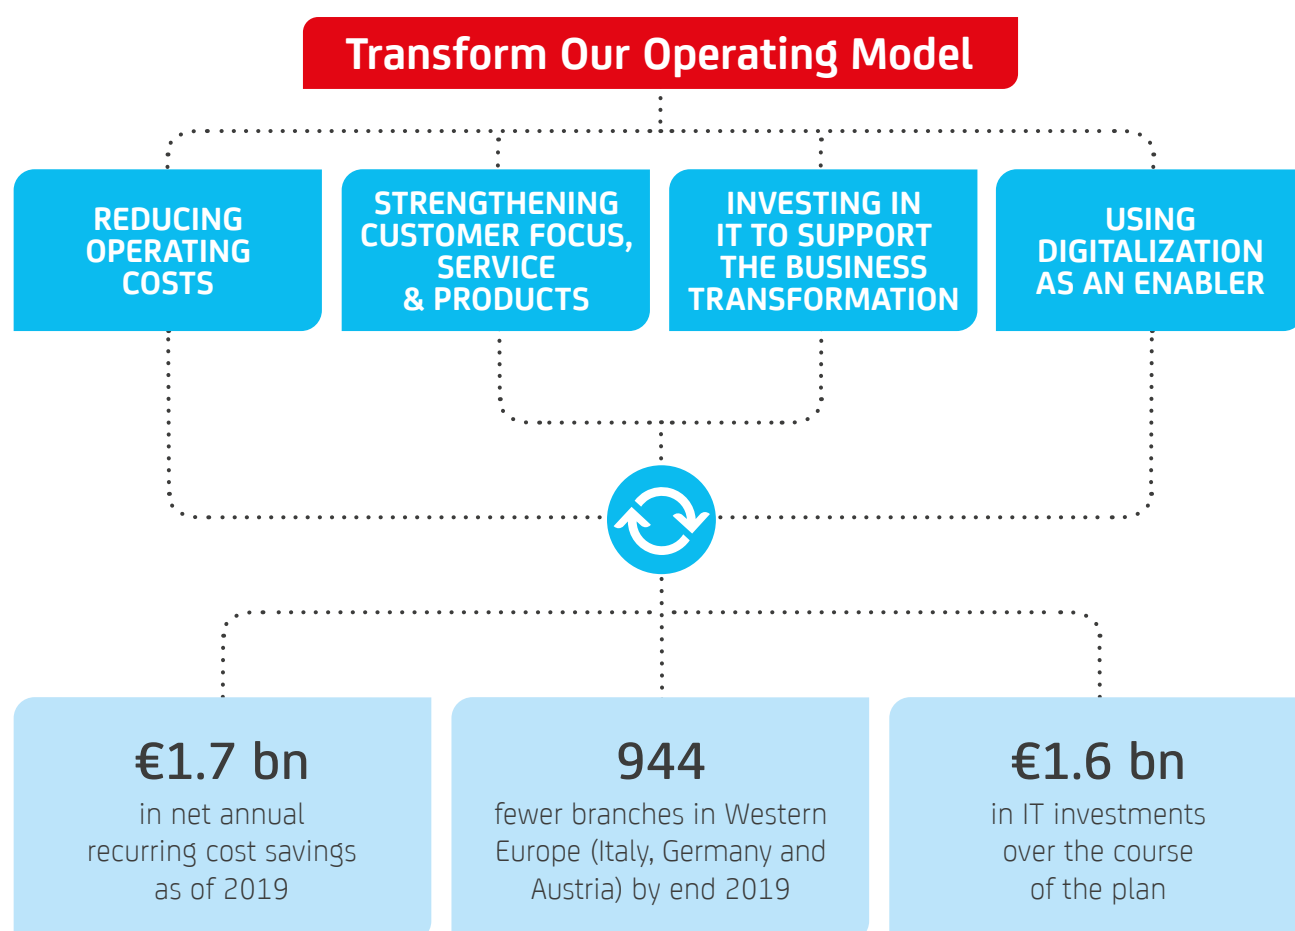 Transform Our Operating Model
REDUCING
OPERATING
COSTS
STRENGTHENING
CUSTOMER FOCUS,
SERVICE
& PRODUCTS
INVESTING IN
IT TO SUPPORT
THE BUSINESS
TRANSFORMATION
USING
DIGITALIZATION
AS AN ENABLER
€1.7 bn
in net annual
recurring cost savings
as of 2019
944
fewer branches in Western
Europe (Italy, Germany and
Austria) by end 2019
€1.6 bn
in IT investments
over the course
of the plan